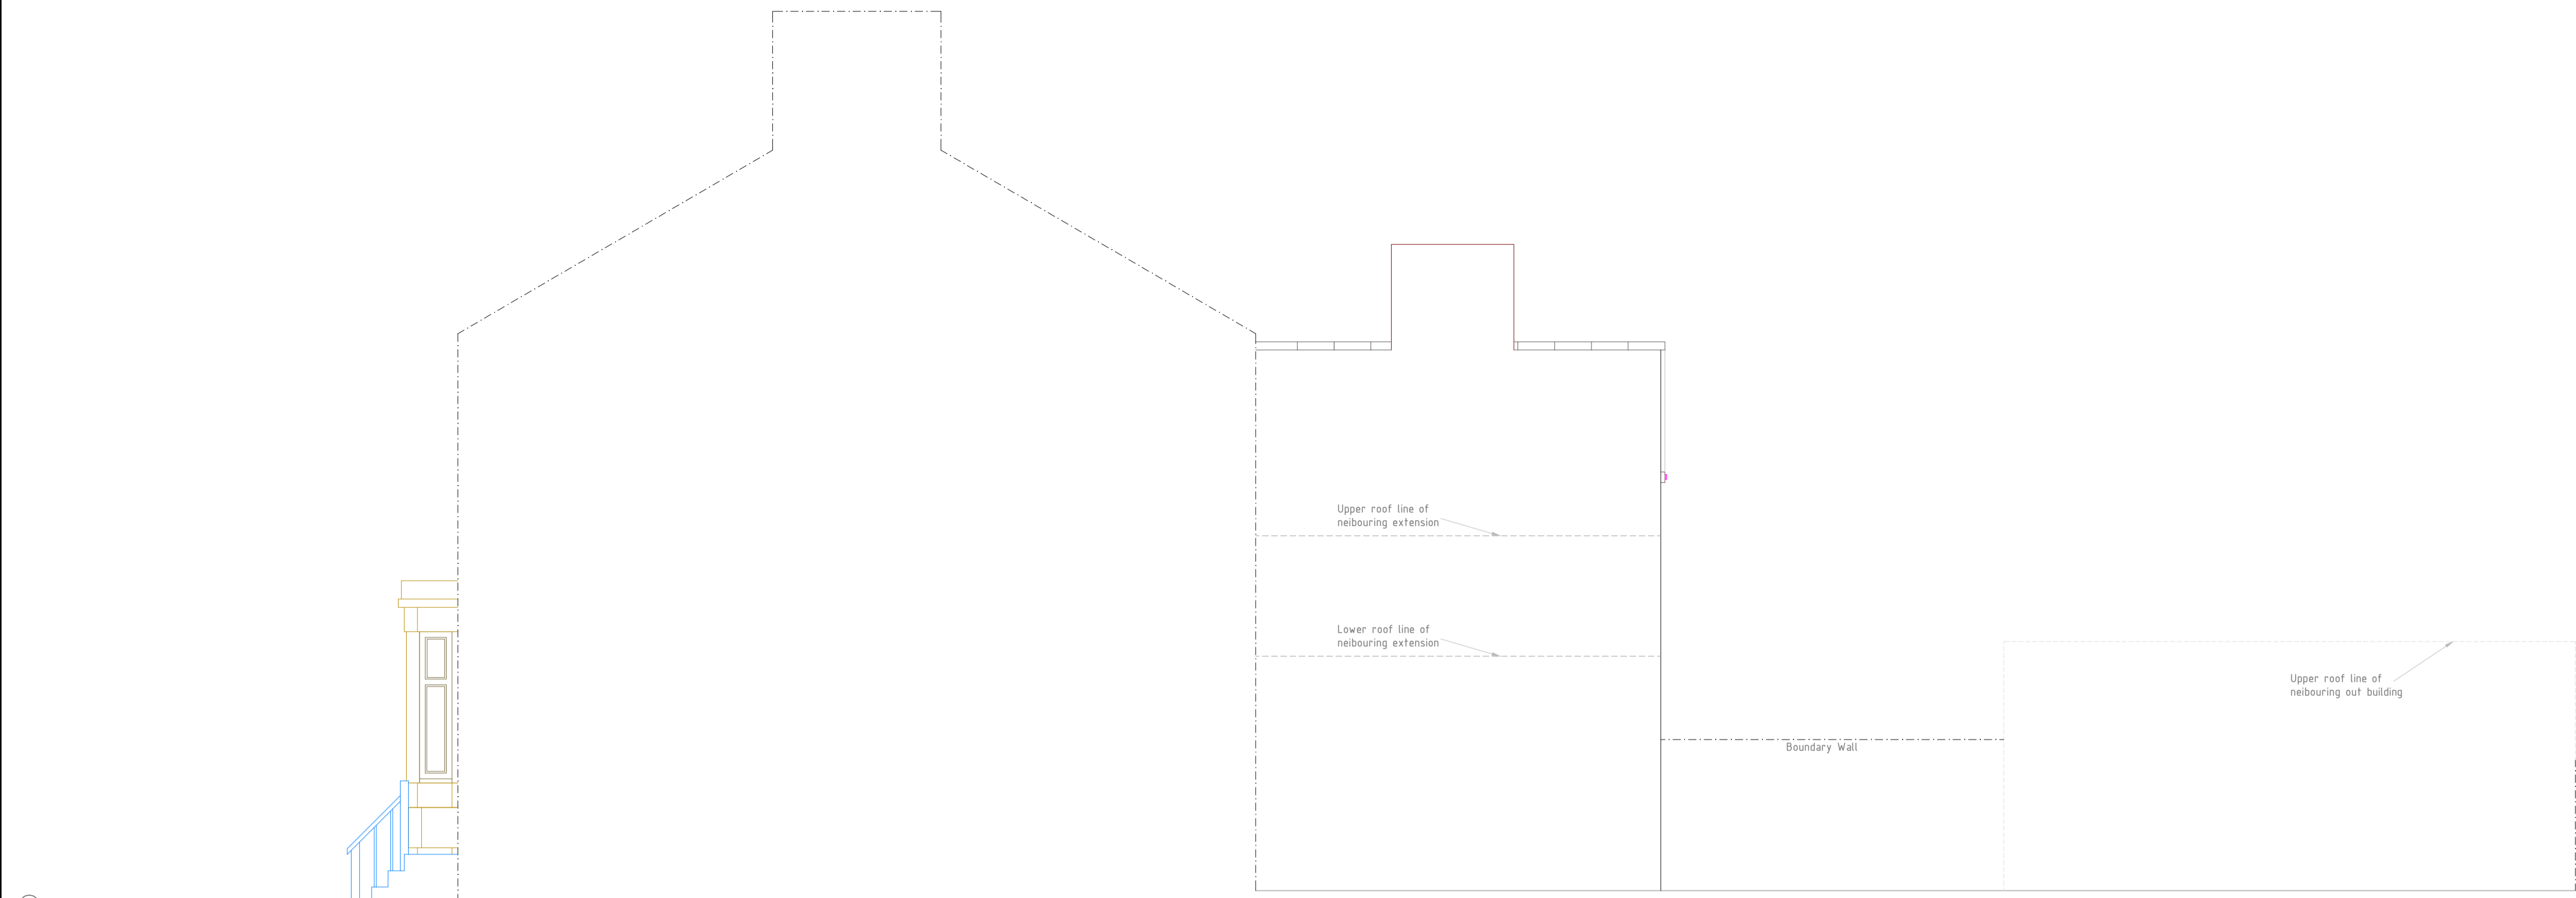 Upper roof line of
neibouring extension
Lower roof line of
neibouring extension
Upper roof line of
neibouring out building
Boundary Wall